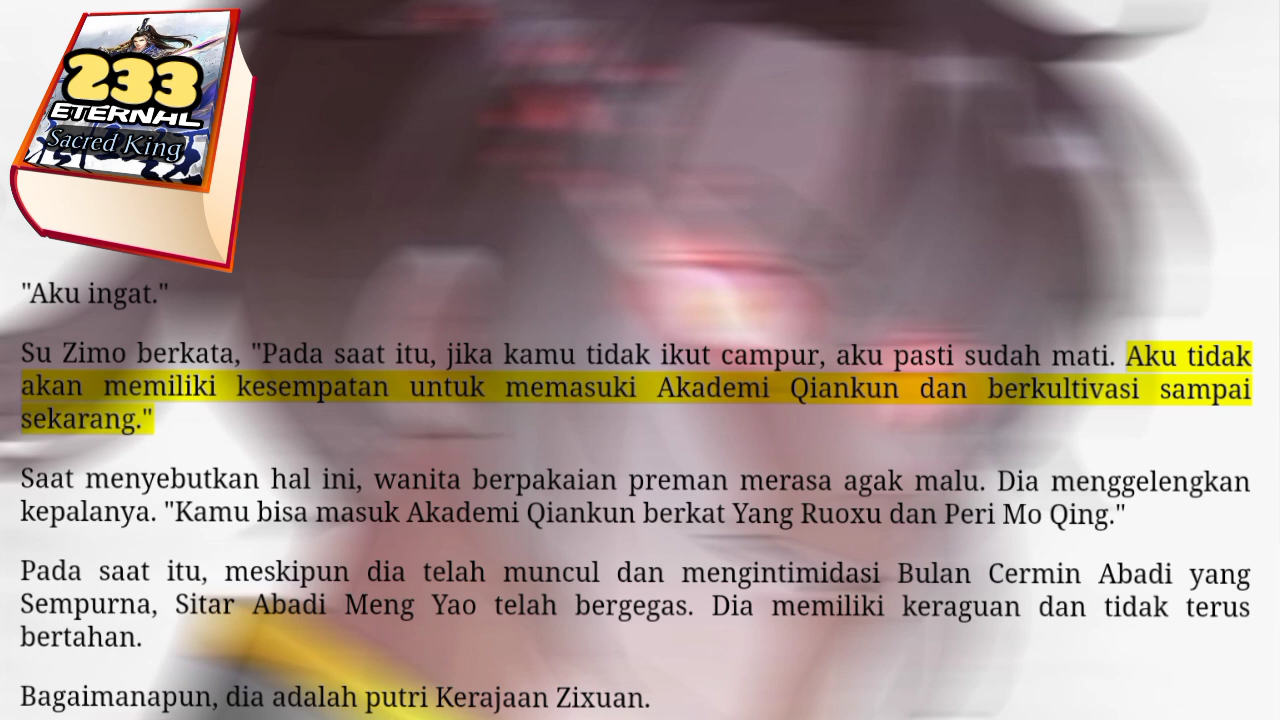 233
ETERNAL
Sacred King
"Aku ingat."
Su Zimo berkata, "Pada saat itu, jika kamu tidak ikut campur, aku pasti sudah mati. Aku tidak
akan memiliki kesempatan untuk memasuki Akademi Qiankun dan berkultivasi sampai
sekarang."
Saat menyebutkan hal ini, wanita berpakaian preman merasa agak malu. Dia menggelengkan
kepalanya. "Kamu bisa masuk Akademi Qiankun berkat Yang Ruoxu dan Peri Mo Qing."
Pada saat itu, meskipun dia telah muncul dan mengintimidasi Bulan Cermin Abadi yang
Sempurna, Sitar Abadi Meng Yao telah bergegas. Dia memiliki keraguan dan tidak terus
bertahan.
Bagaimanapun, dia adalah putri Kerajaan Zixuan.